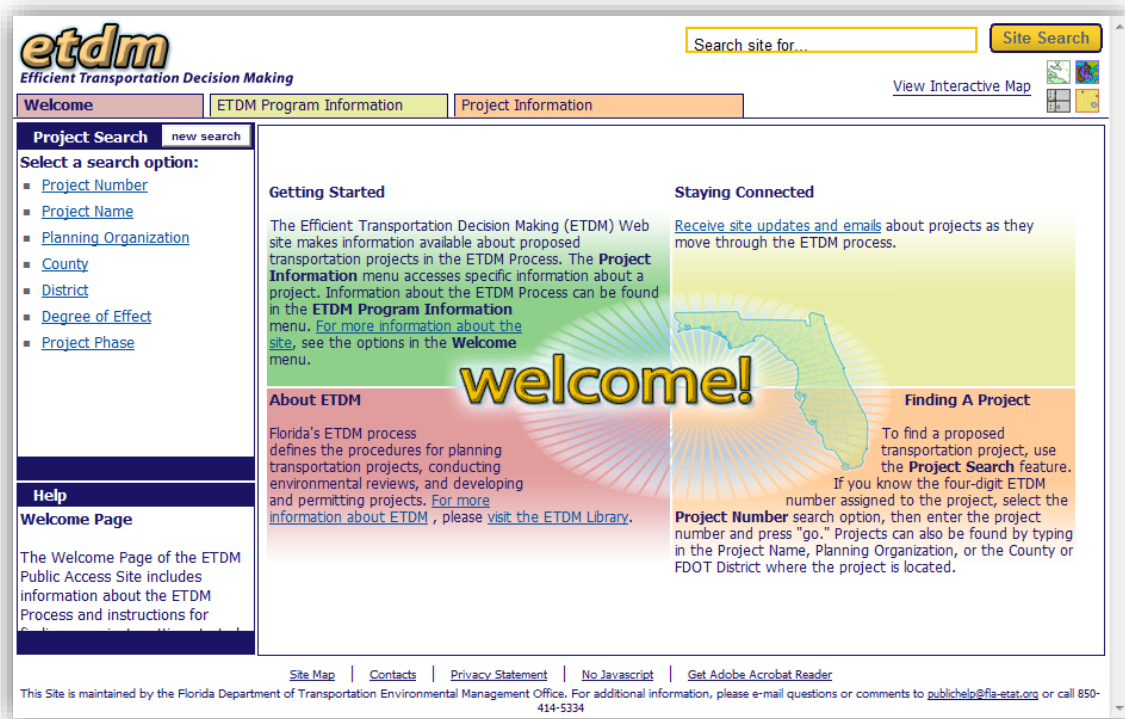 etdm
Efficient Transportation Decision Making
Search site for...
Site Search
View Interactive Map
Welcome
ETDM Program Information
Project Information
Project Search
new search
Select a search option:
Project Number
Project Name
Planning Organization
County
District
Degree of Effect
Project Phase
Help
Welcome Page
The Welcome Page of the ETDM
Public Access Site includes
information about the ETDM
Process and instructions for
Getting Started
The Efficient Transportation Decision Making (ETDM) Web
site makes information available about proposed
transportation projects in the ETDM Process. The Project
Information menu accesses specific information about a
project. Information about the ETDM Process can be found
in the ETDM Program Information
menu. For more information about the
site, see the options in the Welcome
menu.
Staying Connected
Receive site updates and emails about projects as they
move through the ETDM process.
welcome!
About ETDM
Florida's ETDM process
defines the procedures for planning
transportation projects, conducting
environmental reviews, and developing
and permitting projects. For more
information about ETDM , please visit the ETDM Library.
Finding A Project
To find a proposed
transportation project, use
the Project Search feature.
If you know the four-digit ETDM
number assigned to the project, select the
Project Number search option, then enter the project
number and press "go." Projects can also be found by typing
in the Project Name, Planning Organization, or the County or
FDOT District where the project is located.
Site Map | Contacts | Privacy Statement | No Javascript | Get Adobe Acrobat Reader
This Site is maintained by the Florida Department of Transportation Environmental Management Office. For additional information, please e-mail questions or comments to publichelp@fla-etat.org or call 850-
414-5334